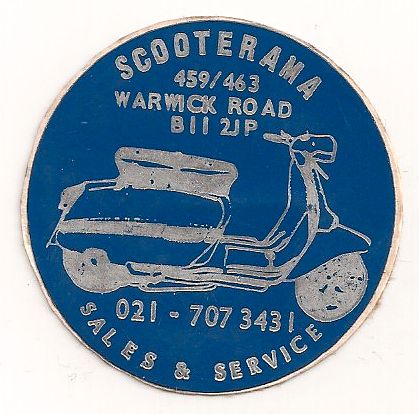 SCOOTERAMA
459/463
WARWICK ROAD
B11 2JP
021 - 707 3431
SALES & SERVICE